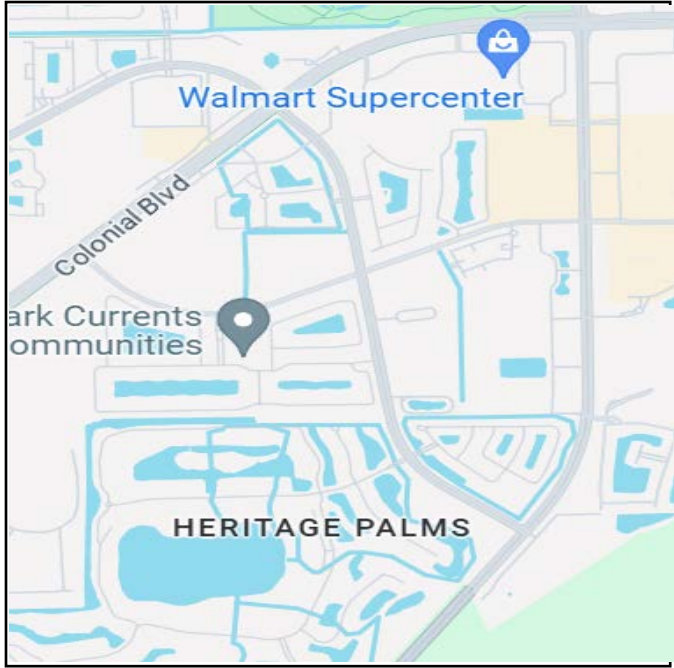 Walmart Supercenter
Colonial Blvd
ark Currents
ommunities
HERITAGE PALMS